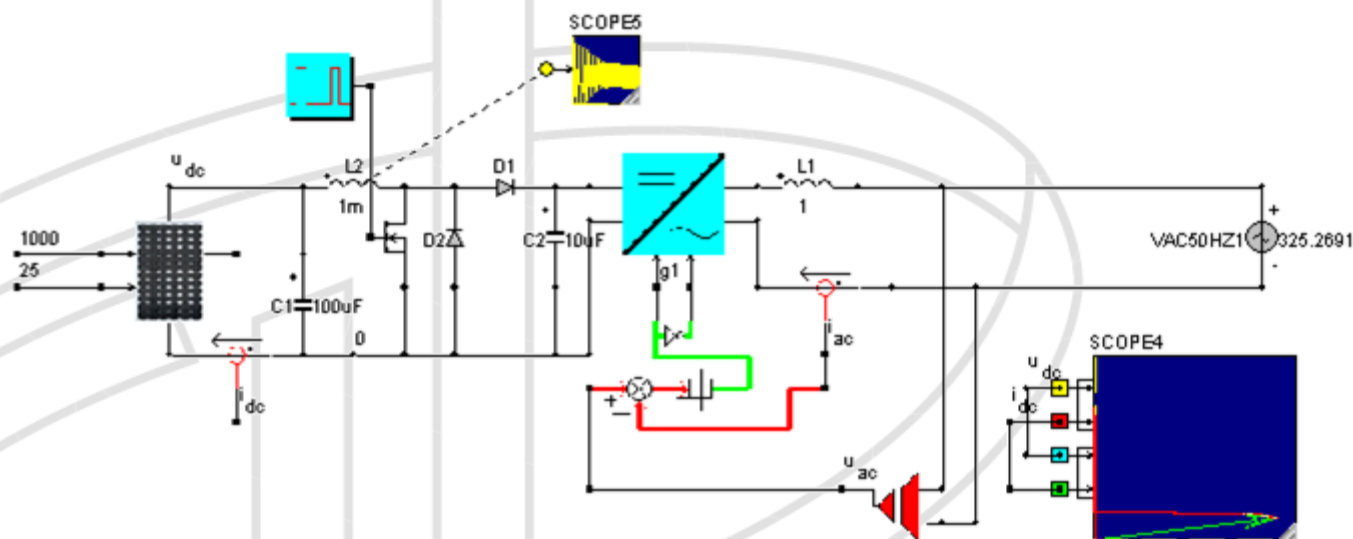 SCOPE5
u dc
L2
D1
L1
1m
1
1000
D2
C2 10uF
VAC50HZ1 325.2691
+
-
25
g1
C1 100uF
0
i ac
SCOPE4
i dc
u dc
i dc
+
−
u ac